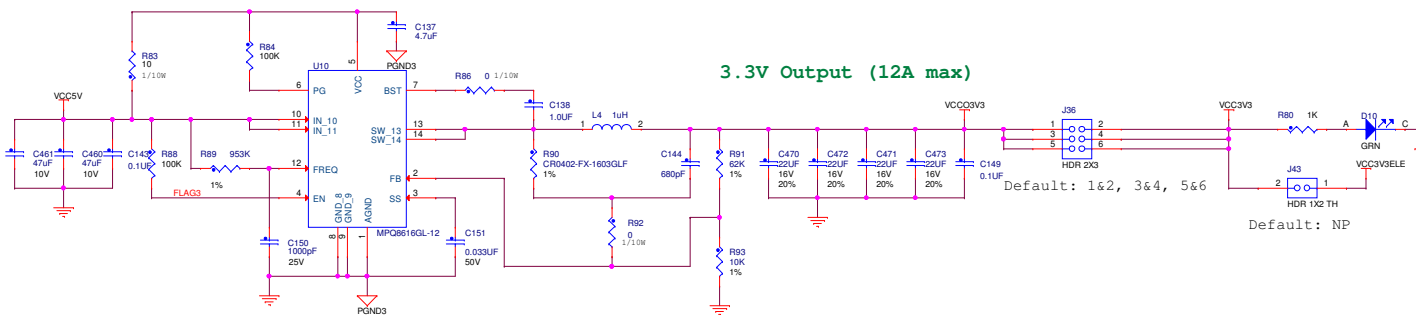 3.3V Output (12A max)
C137
4.7uF
PGND3
R83
10
1/10W
R84
100K
U10
5
VCC
6
PG
BST
7
R86
0
1/10W
C138
1.0UF
VCC5V
10
IN_10
11
IN_11
SW_13
13
SW_14
14
L4
1uH
1
2
C461
47uF
10V
C460
47uF
10V
C143
0.1UF
R88
100K
R89
953K
1%
12
FREQ
FB
2
FLAG3
4
EN
SS
3
GND_8
GND_9
AGND
8
9
1
MPQ8616GL-12
C150
1000pF
25V
C151
0.033UF
50V
PGND3
R90
CR0402-FX-1603GLF
1%
C144
680pF
R91
62K
1%
R92
0
1/10W
R93
10K
1%
C470
22UF
16V
20%
C472
22UF
16V
20%
C471
22UF
16V
20%
C473
22UF
16V
20%
C149
0.1UF
VCCO3V3
J36
1
2
3
4
5
6
HDR 2X3
Default: 1&2, 3&4, 5&6
VCC3V3
R80
1K
A
D10
C
GRN
VCC3V3ELE
J43
2
1
HDR 1X2 TH
Default: NP